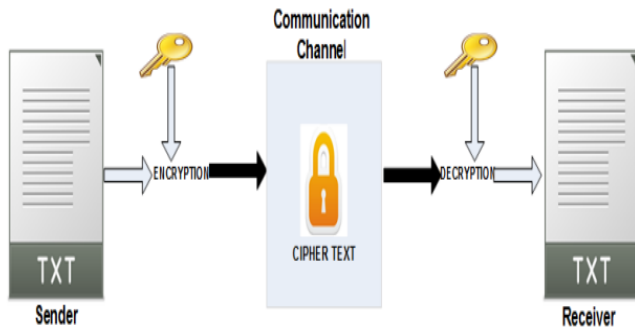 Communication
Channel
ENCRYPTION
DECRYPTION
CIPHER TEXT
TXT
TXT
Sender
Receiver